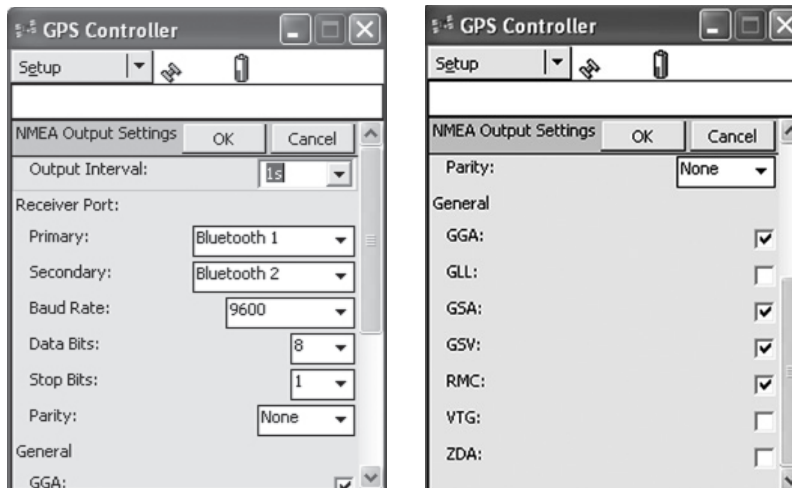 GPS Controller
Setup
NMEA Output Settings OK Cancel
Output Interval: 1s
Receiver Port:
Primary: Bluetooth 1
Secondary: Bluetooth 2
Baud Rate: 9600
Data Bits: 8
Stop Bits: 1
Parity: None
General
GGA:
GPS Controller
Setup
NMEA Output Settings OK Cancel
Parity: None
General
GGA:
GLL:
GSA:
GSV:
RMC:
VTG:
ZDA: